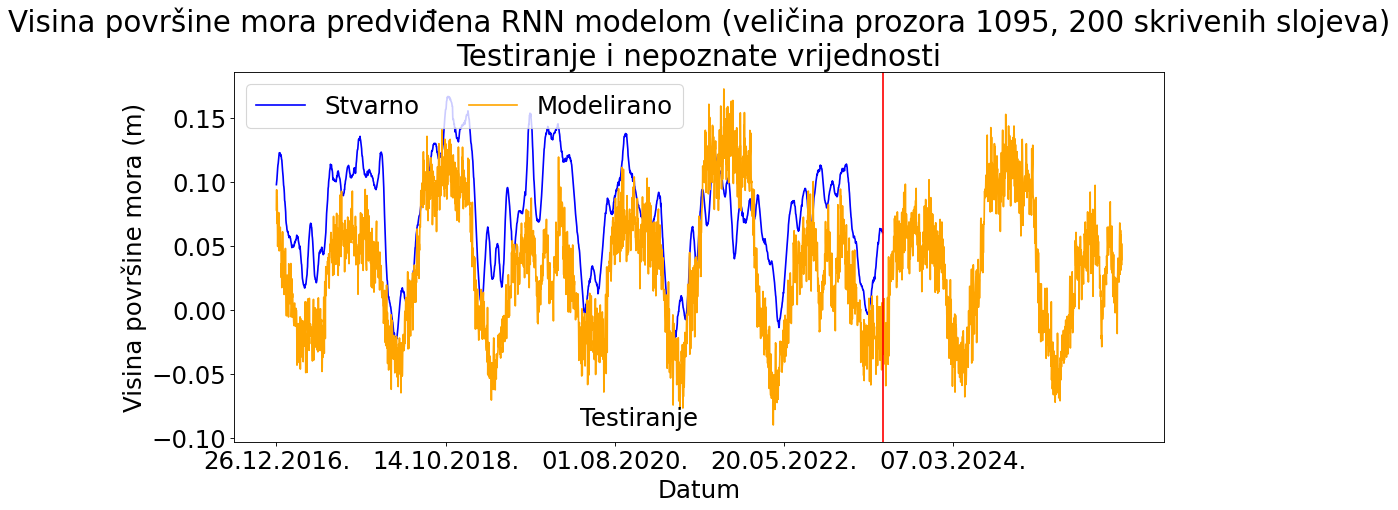 Visina površine mora predviđena RNN modelom (veličina prozora 1095, 200 skrivenih slojeva)
Testiranje i nepoznate vrijednosti
Stvarno
Modelirano
Visina površine mora (m)
0.15
0.10
0.05
0.00
−0.05
−0.10
Testiranje
26.12.2016.
14.10.2018.
01.08.2020.
20.05.2022.
07.03.2024.
Datum